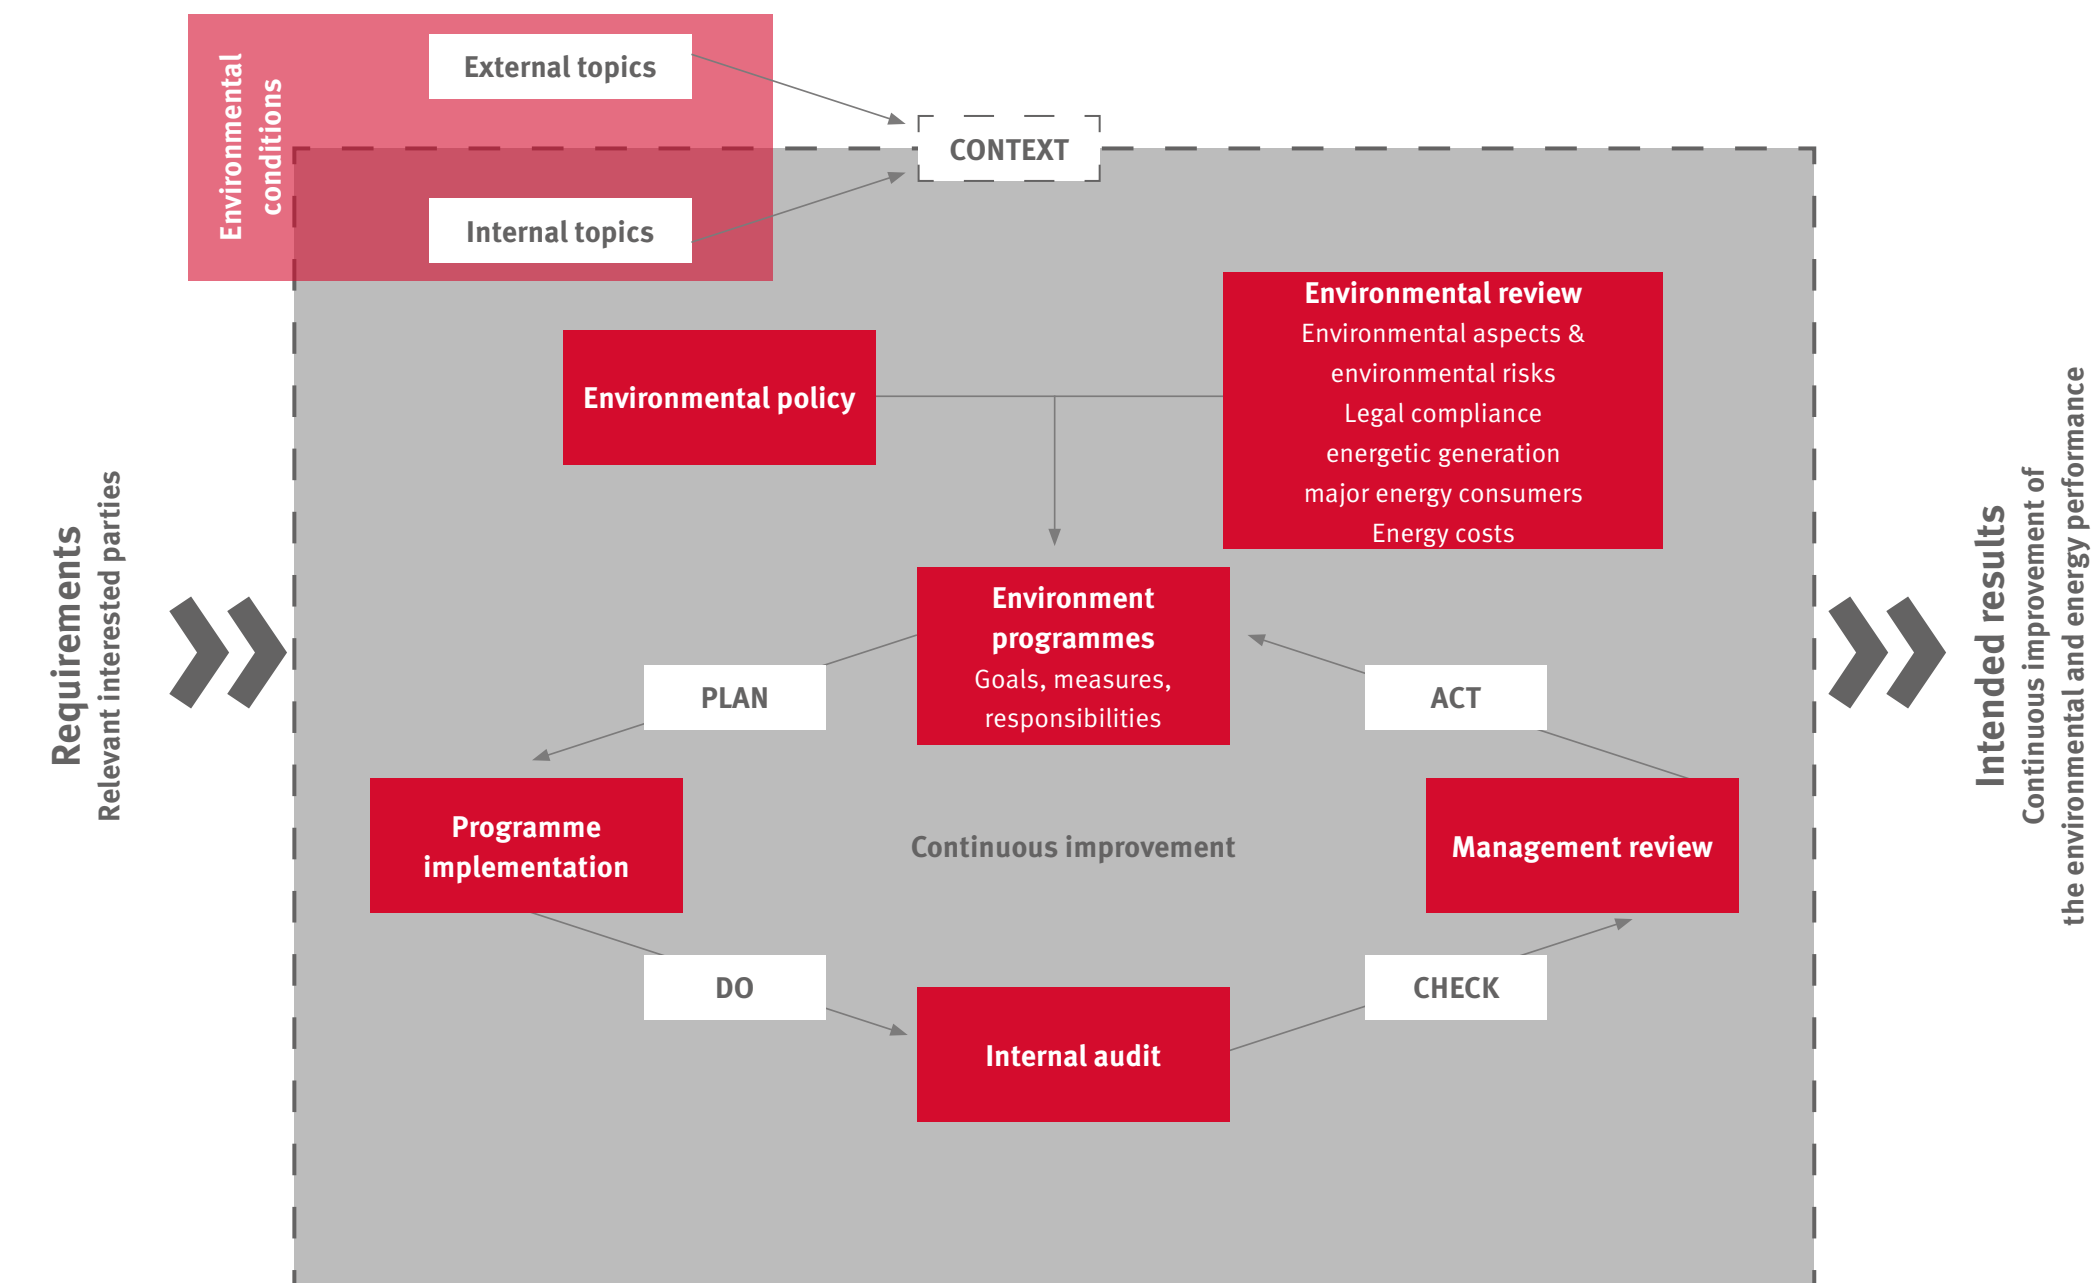 Environmental
conditions
External topics
CONTEXT
Internal topics
Environmental policy
Environmental review
Environmental aspects &
environmental risks
Legal compliance
energetic generation
major energy consumers
Energy costs
Requirements
Relevant interested parties
Environment
programmes
Goals, measures,
responsibilities
PLAN
ACT
Programme
implementation
Continuous improvement
Management review
DO
CHECK
Internal audit
Intended results
Continuous improvement of
the environmental and energy performance